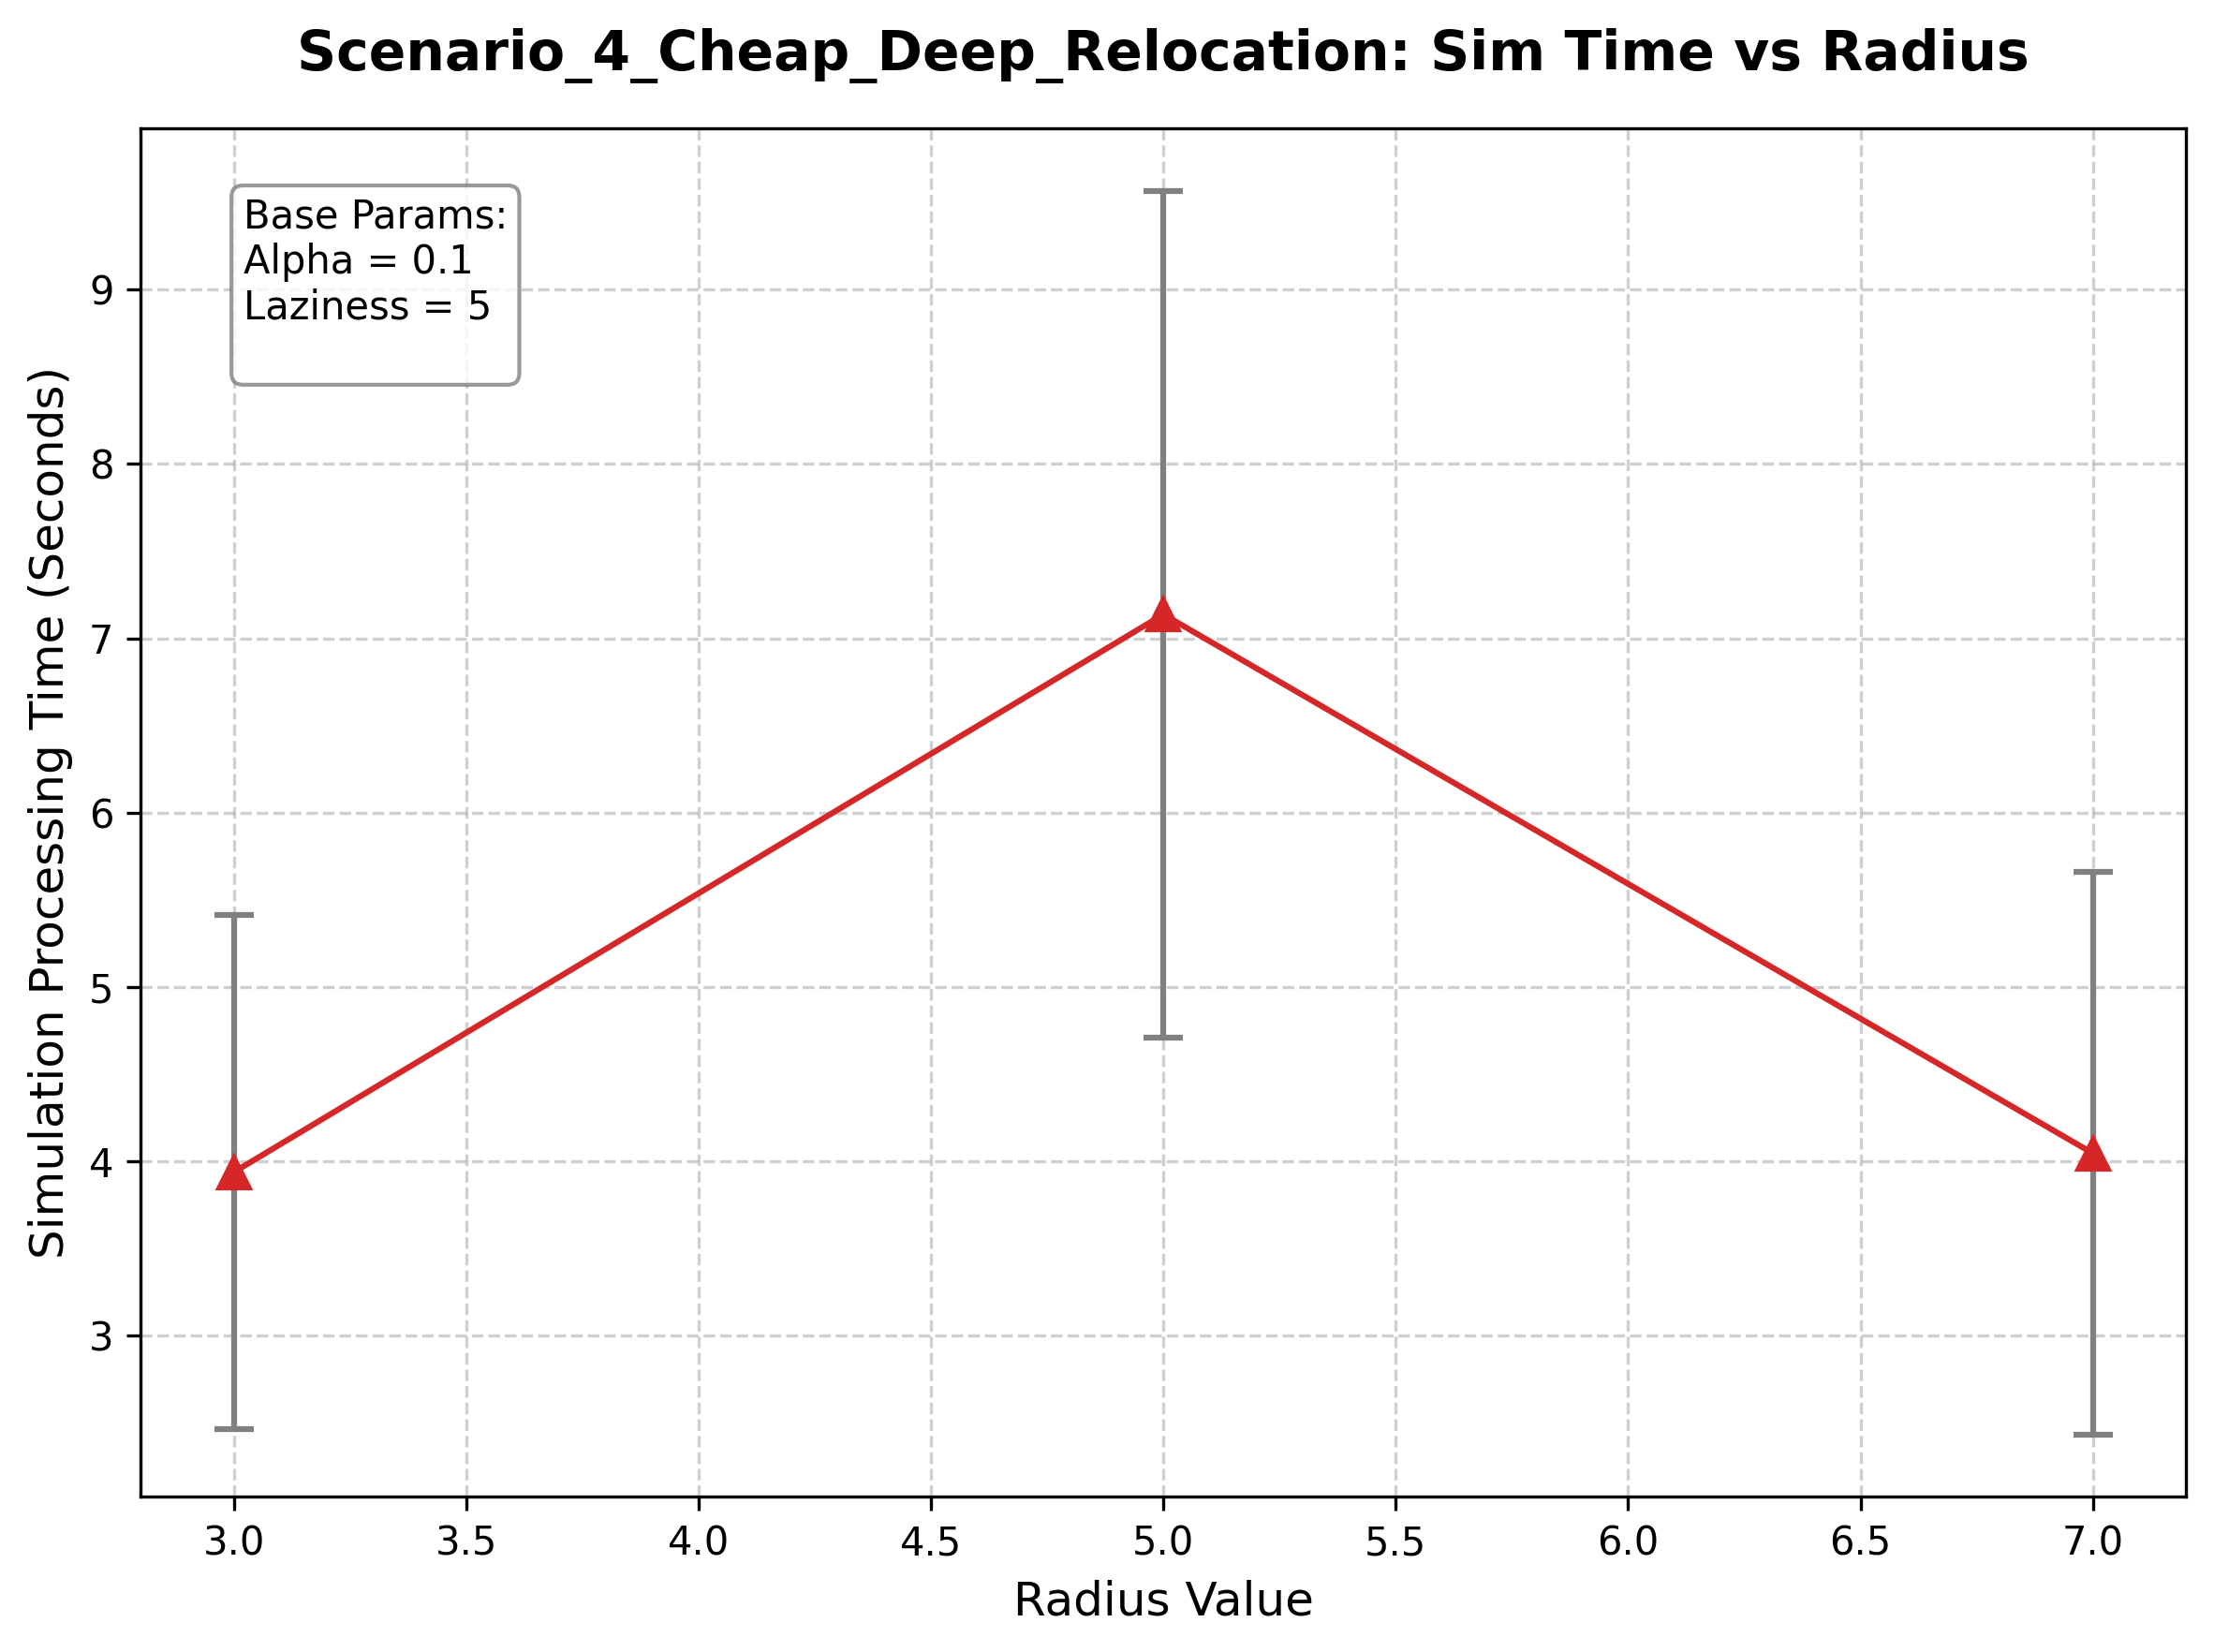 Scenario_4_Cheap_Deep_Relocation: Sim Time vs Radius
Base Params:
Alpha = 0.1
Laziness = 5
Simulation Processing Time (Seconds)
9
8
7
6
5
4
3
3.0 3.5 4.0 4.5 5.0 5.5 6.0 6.5 7.0
Radius Value